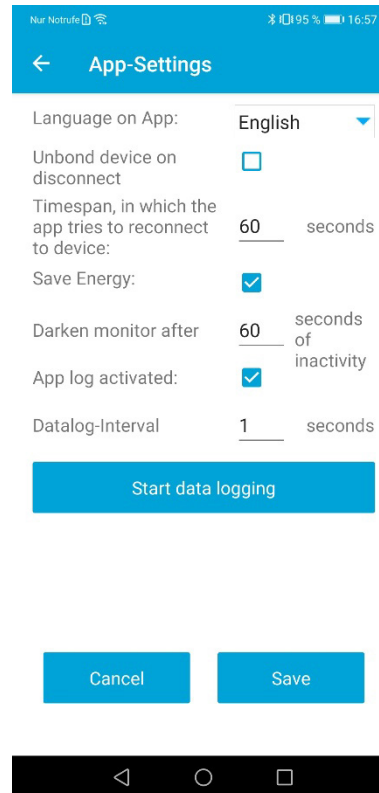 Nur Notrufe 95 % 16:57
App-Settings
Language on App: English
Unbond device on
disconnect
Timespan, in which the
app tries to reconnect 60 seconds
to device:
Save Energy:
Darken monitor after 60 seconds
of
inactivity
App log activated:
Datalog-Interval 1 seconds
Start data logging
Cancel Save